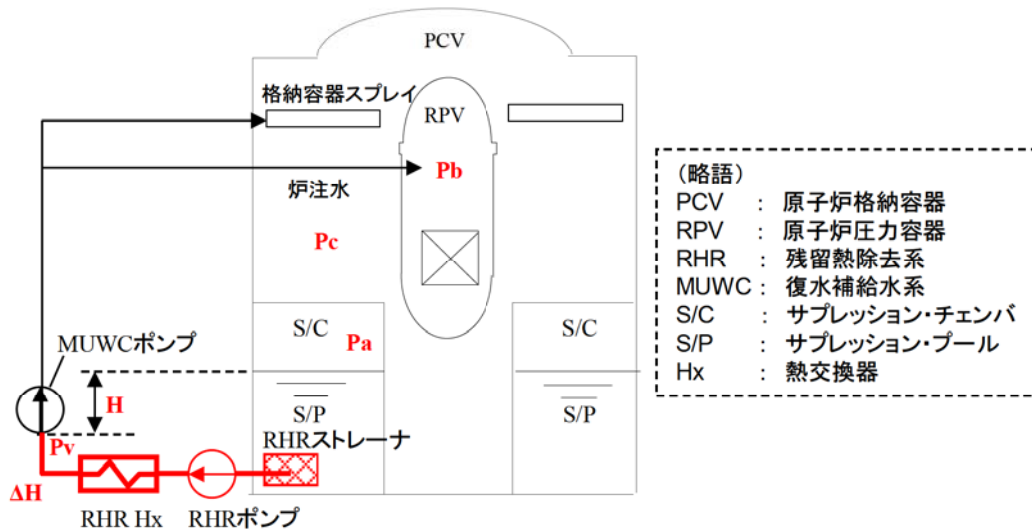 PCV
格納容器スプレイ
RPV
Pb
炉注水
Pc
S/C
Pa
S/C
MUWCポンプ
H
S/P
S/P
Pv
RHRストレーナ
ΔH
RHR Hx
RHRポンプ
(略語)
PCV : 原子炉格納容器
RPV : 原子炉圧力容器
RHR : 残留熱除去系
MUWC : 復水補給水系
S/C : サプレッション・チェンバ
S/P : サプレッション・プール
Hx : 熱交換器